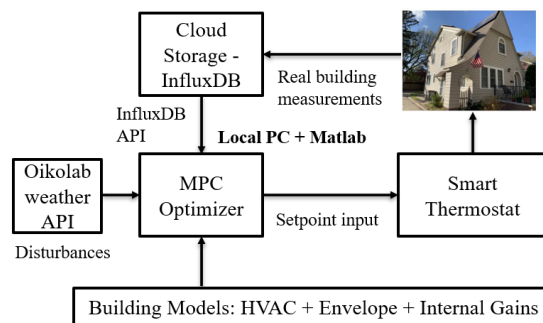 Cloud
Storage -
InfluxDB
Real building
measurements
InfluxDB
API
Local PC + Matlab
Oikolab
weather
API
MPC
Optimizer
Setpoint input
Smart
Thermostat
Disturbances
Building Models: HVAC + Envelope + Internal Gains